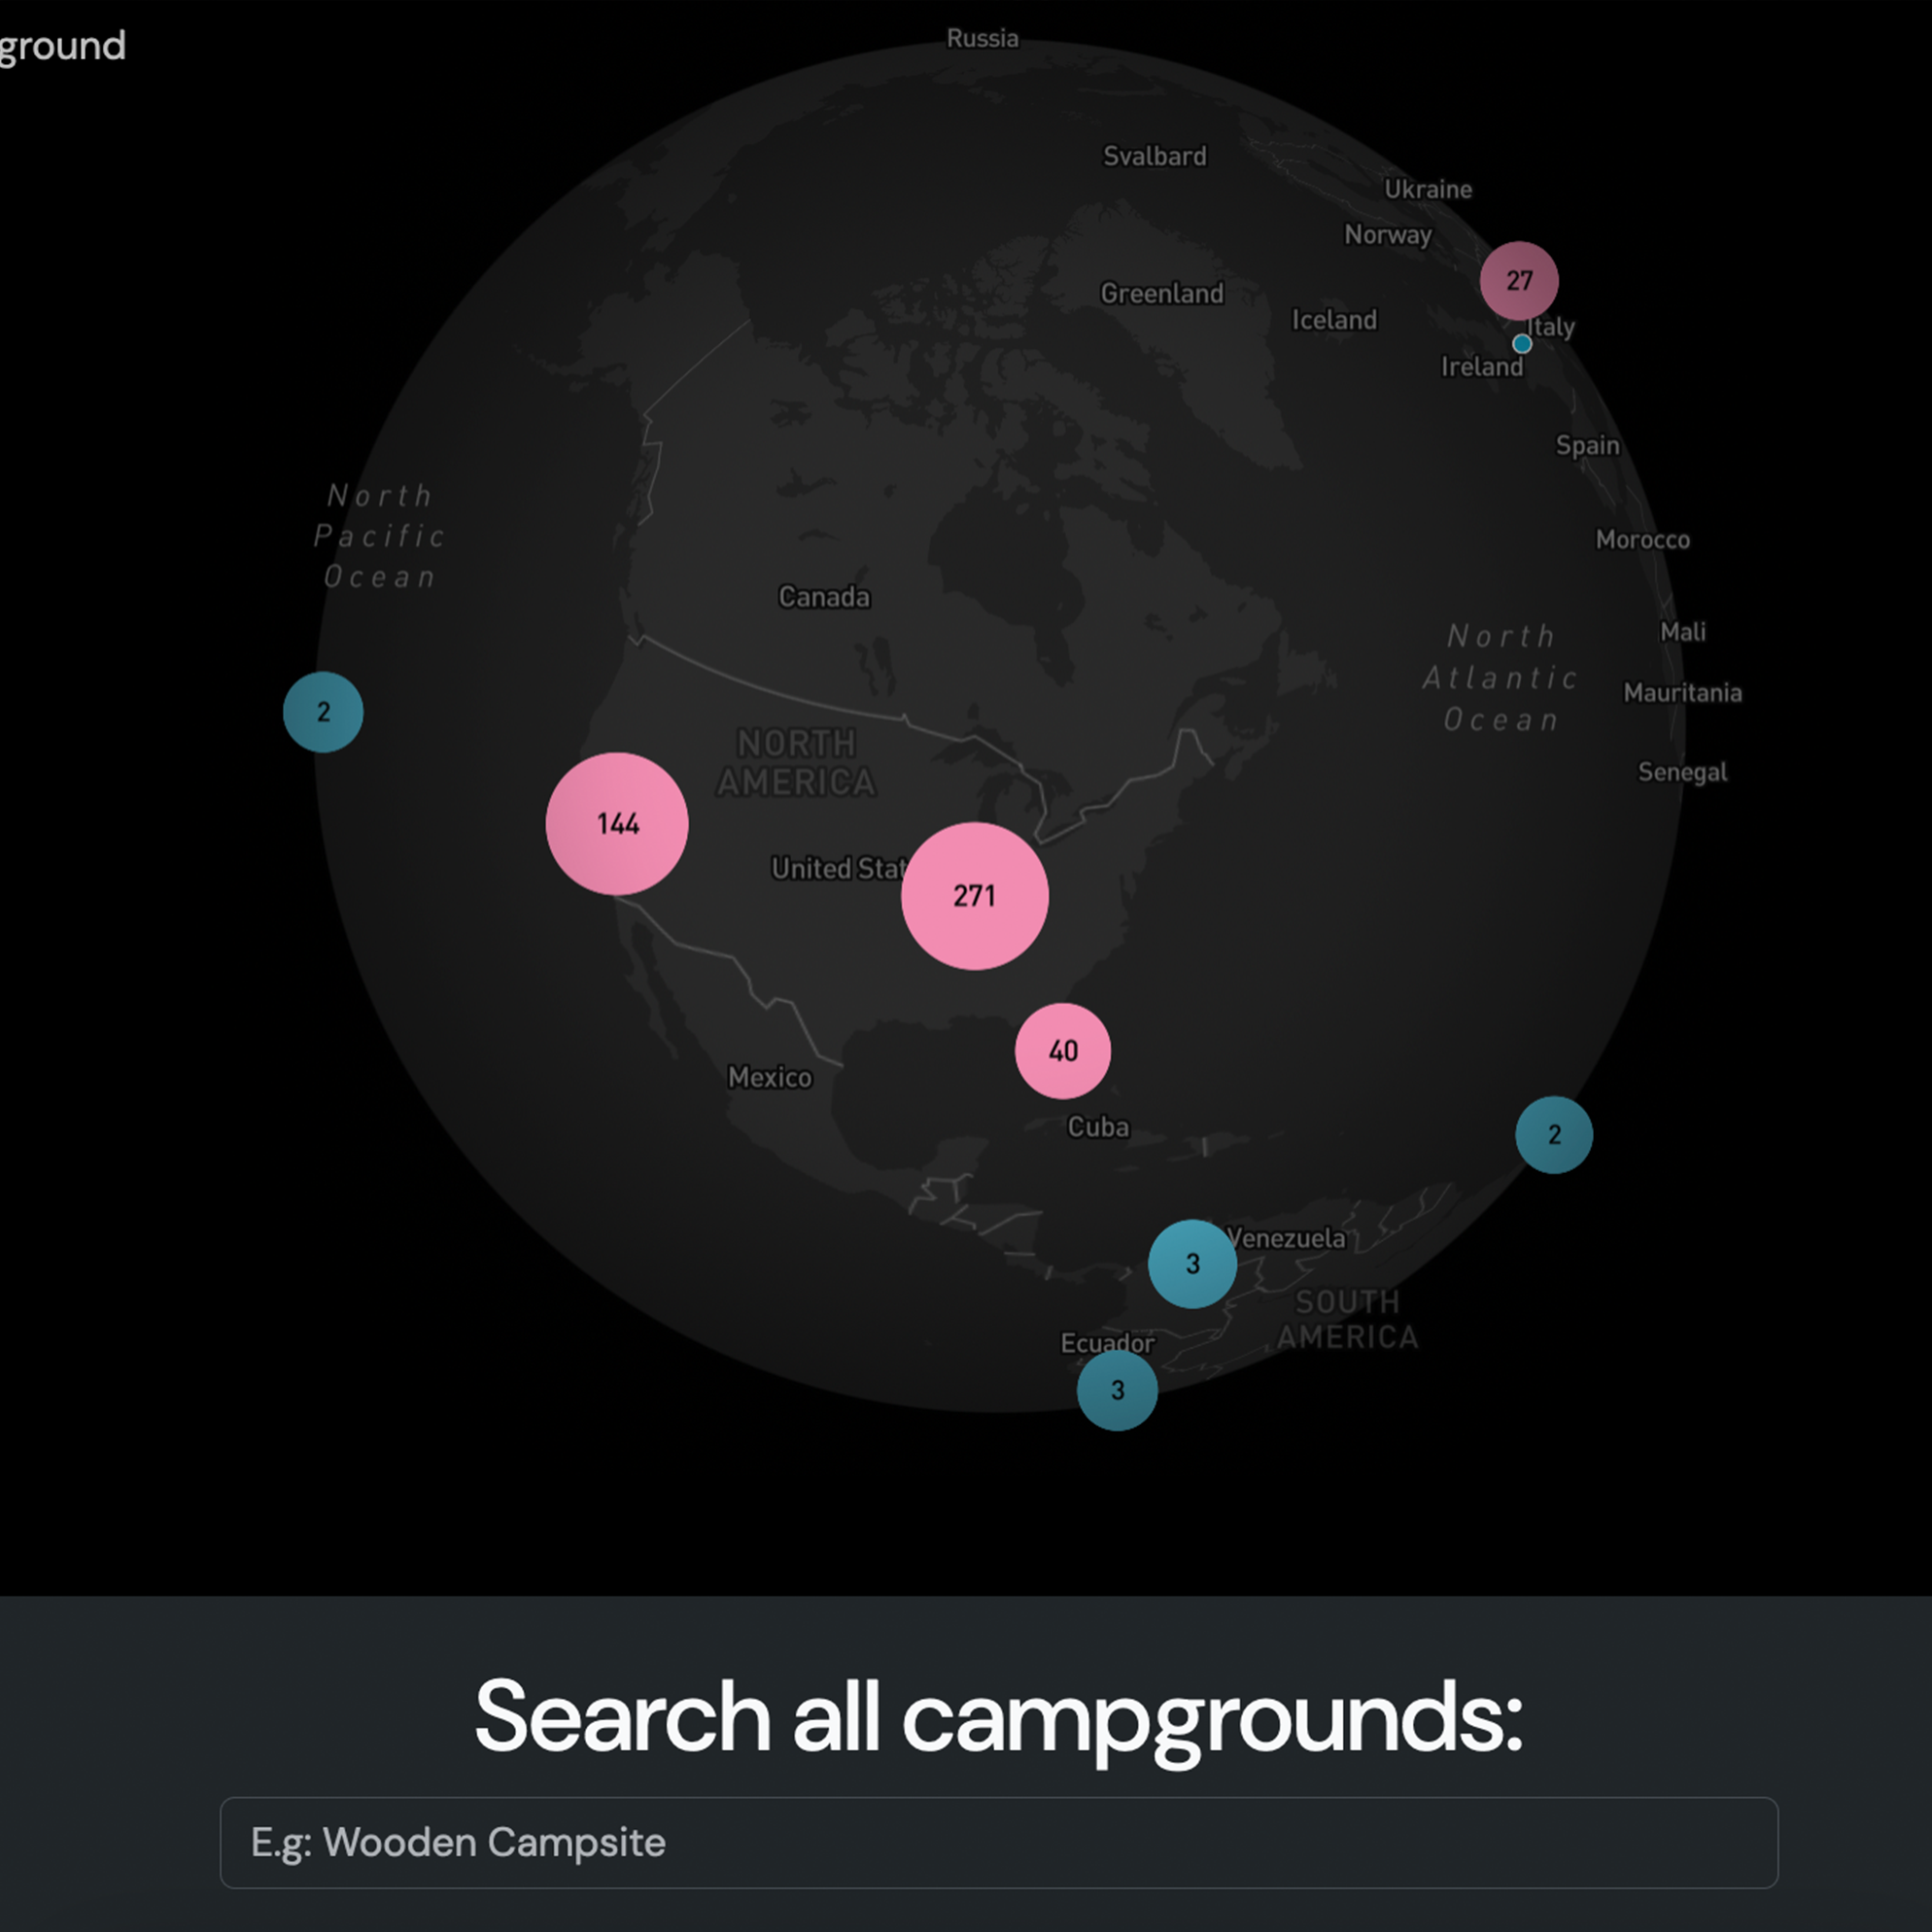 ground
Russia
Svalbard
Ukraine
Norway
27
Greenland
Iceland
Italy
Ireland
Spain
North
Pacific
Ocean
Morocco
Canada
North
Atlantic
Ocean
Mali
Mauritania
2
NORTH
AMERICA
Senegal
144
United Stat
271
40
Mexico
Cuba
2
Venezuela
3
SOUTH
AMERICA
Ecuador
3
Search all campgrounds:
E.g: Wooden Campsite